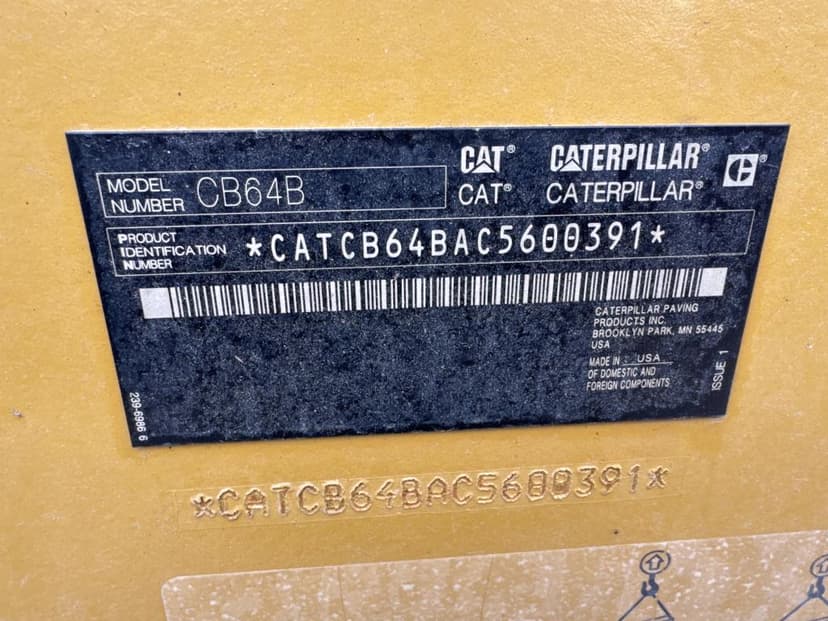 CAT® CATERPILLAR®
CAT® CATERPILLAR®
MODEL
NUMBER CB64B
PRODUCT
IDENTIFICATION
NUMBER
*CATCB64BAC5600391*
CATERPILLAR PAVING
PRODUCTS INC.
BROOKLYN PARK, MN 55445
USA
MADE IN : USA
OF DOMESTIC AND
FOREIGN COMPONENTS
ISSUE 1
239-6986 6
*CATCB64BAC5600391*